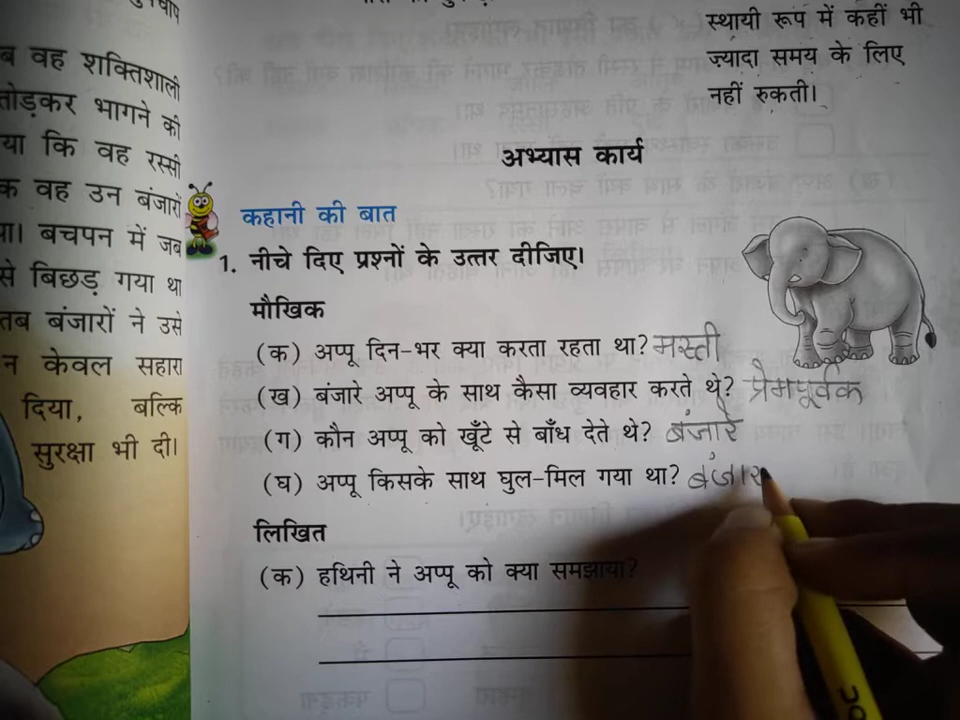 ब वह शक्तिशाली
तोड़कर भागने की
या कि वह रस्सी
क वह उन बंजारों
या। बचपन में जब
से बिछड़ गया था
तब बंजारों ने उसे
न केवल सहारा
दिया, बल्कि
सुरक्षा भी दी।
स्थायी रूप में कहीं भी
ज्यादा समय के लिए
नहीं रुकती।
अभ्यास कार्य
कहानी की बात
1. नीचे दिए प्रश्नों के उत्तर दीजिए।
मौखिक
(क) अप्पू दिन-भर क्या करता रहता था? मस्ती
(ख) बंजारे अप्पू के साथ कैसा व्यवहार करते थे? प्रेमपूर्वक
(ग) कौन अप्पू को खूँटे से बाँध देते थे? बंजारे
(घ) अप्पू किसके साथ घुल-मिल गया था? बंजार
लिखित
(क) हथिनी ने अप्पू को क्या समझाया?